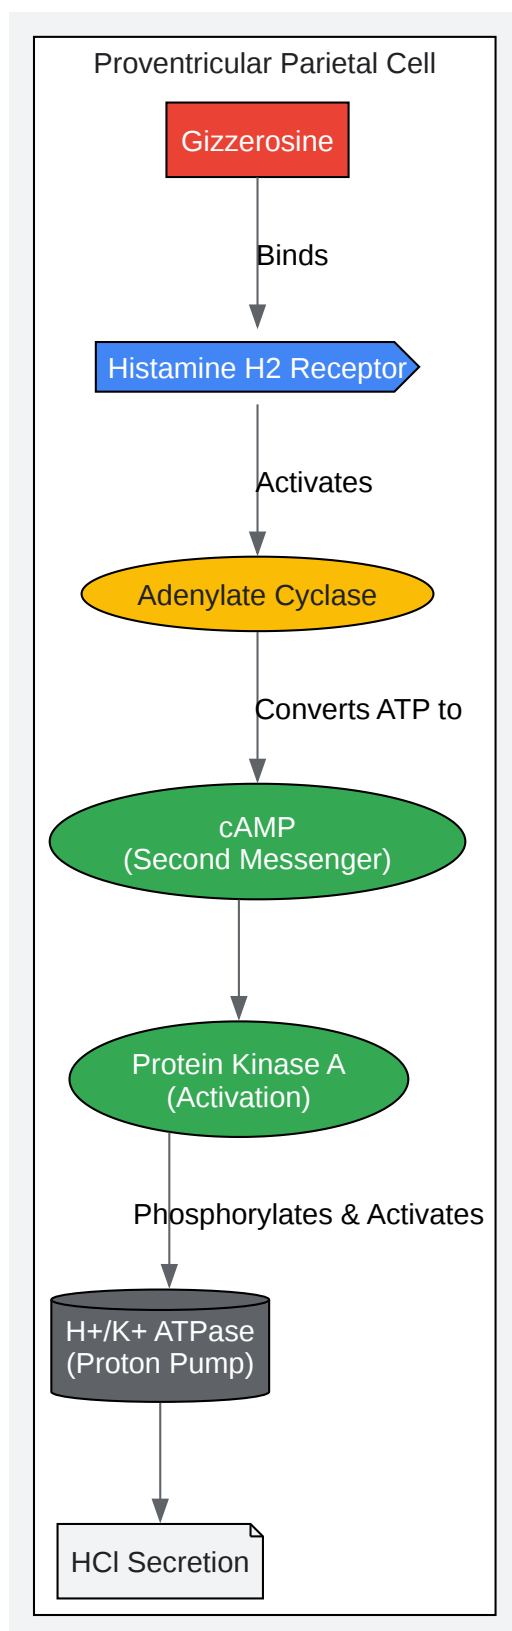 Proventricular Parietal Cell
Gizzerosine
Binds
Histamine H2 Receptor
Activates
Adenylate Cyclase
Converts ATP to
cAMP
(Second Messenger)
Protein Kinase A
(Activation)
Phosphorylates & Activates
H+/K+ ATPase
(Proton Pump)
HCl Secretion